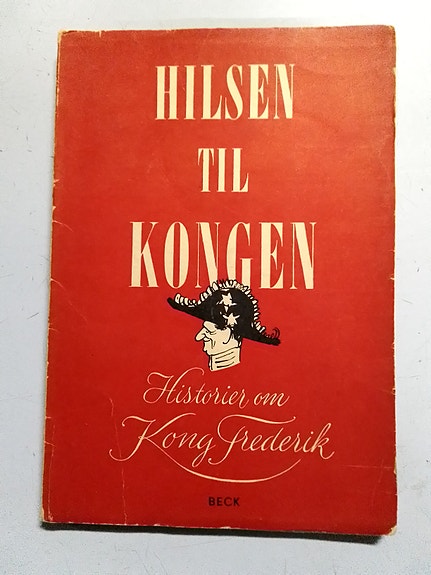 HILSEN
TIL
KONGEN
Historier om
Kong Frederik
BECK